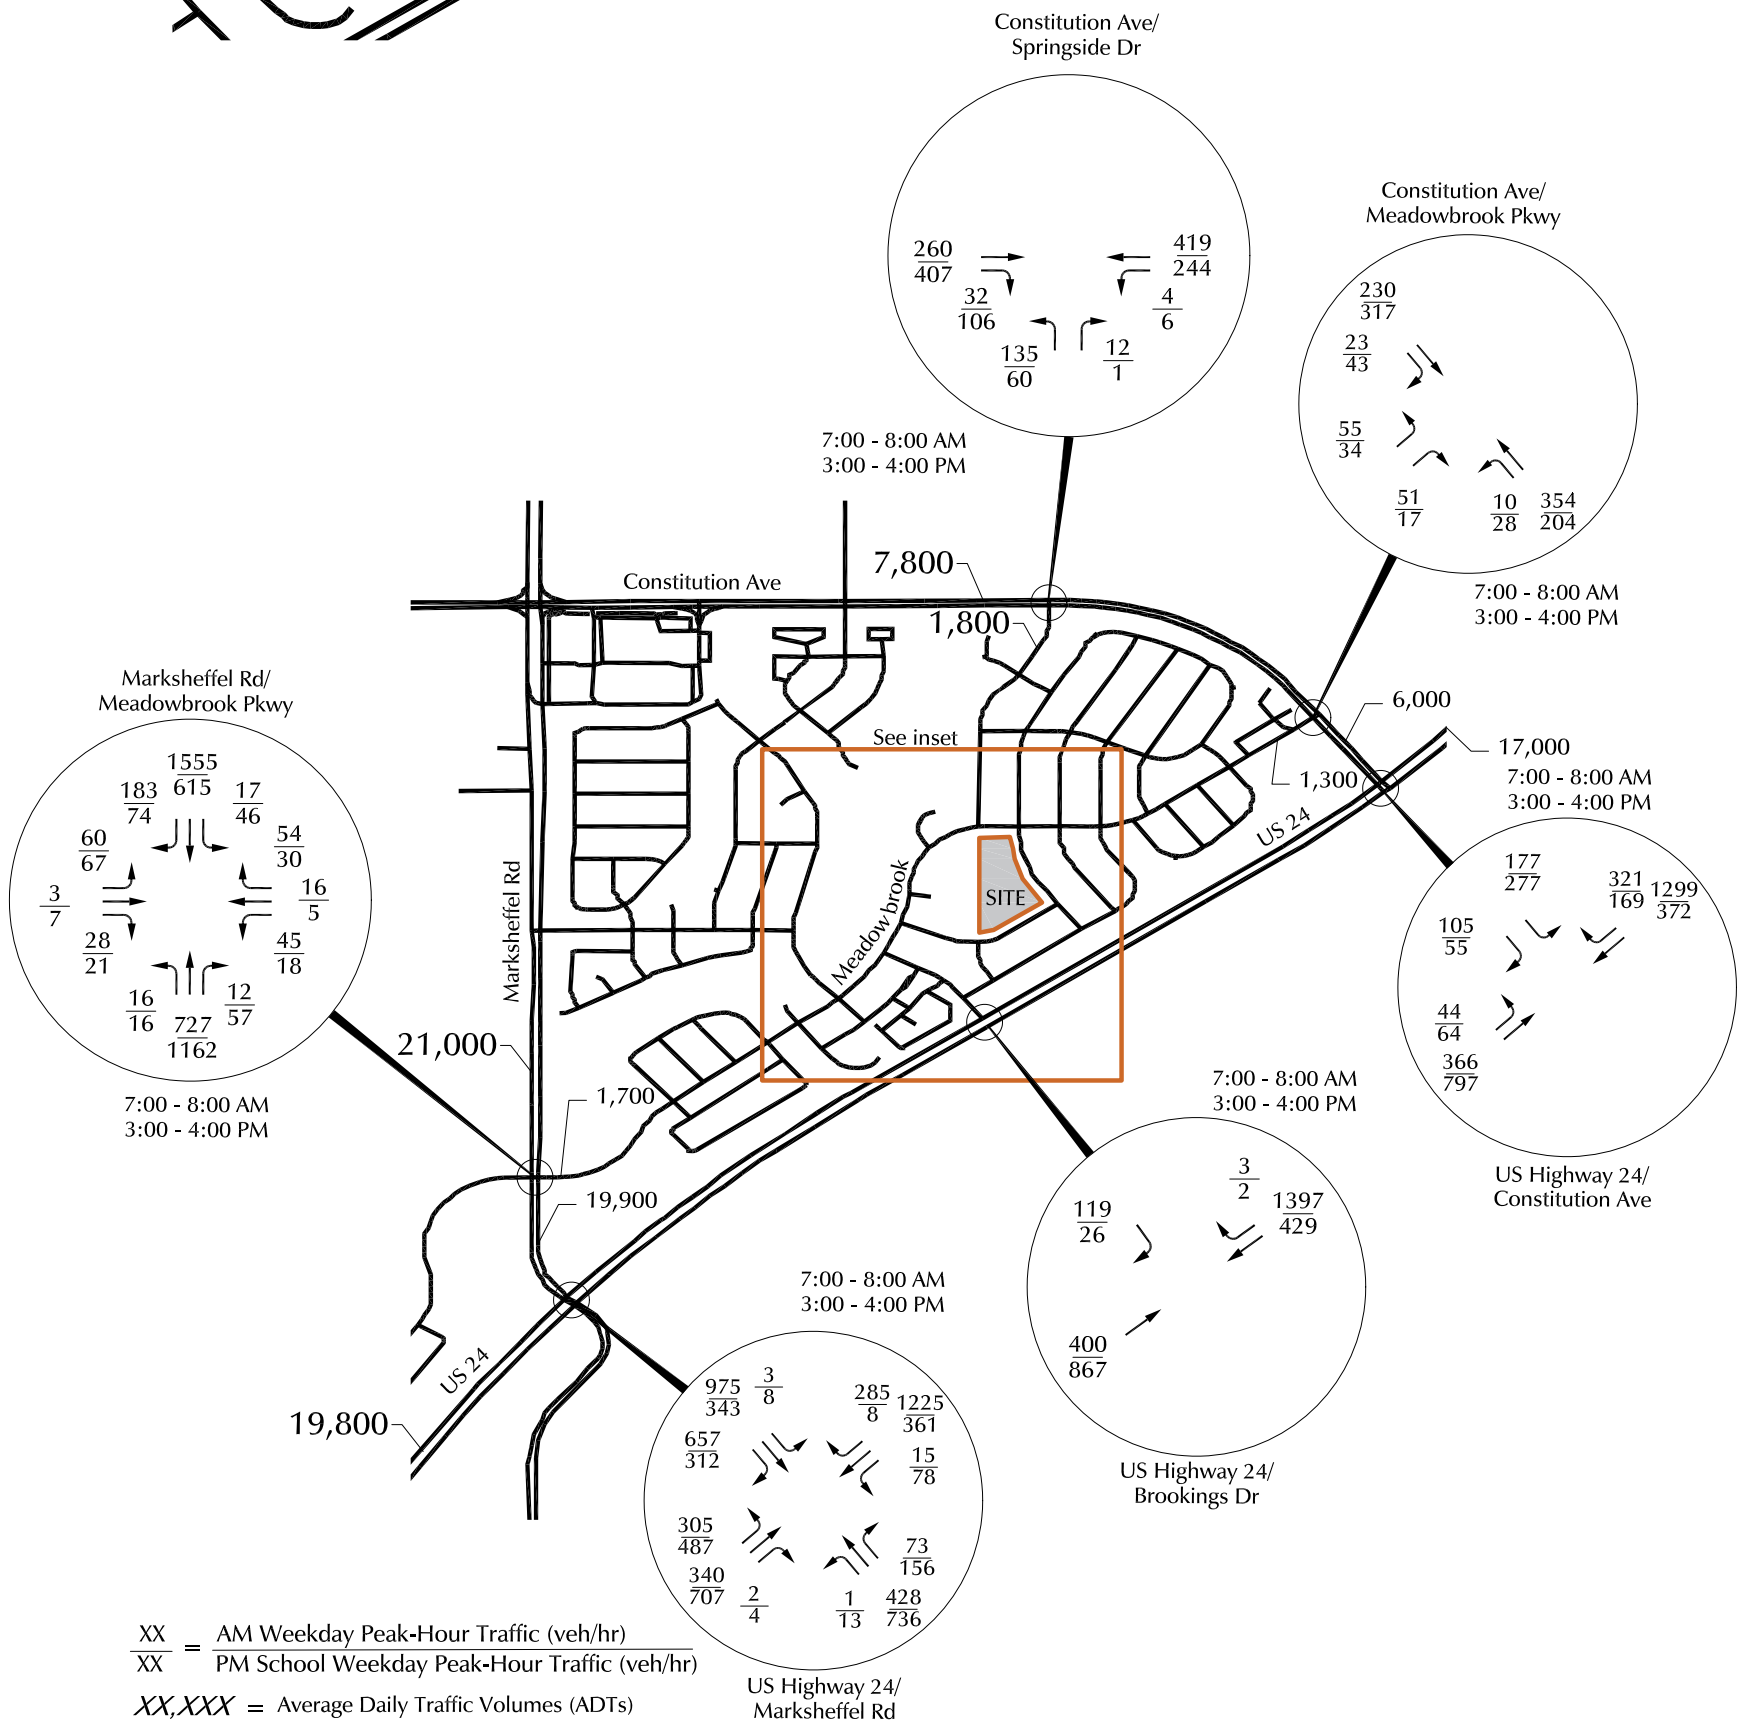 Constitution Ave/
Springside Dr
260
407
32
106
135
60
12
1
4
6
419
244
7:00 - 8:00 AM
3:00 - 4:00 PM
Constitution Ave/
Meadowbrook Pkwy
230
317
23
43
55
34
51
17
10
28
354
204
7:00 - 8:00 AM
3:00 - 4:00 PM
Constitution Ave
7,800
1,800
6,000
17,000
1,300
See inset
US 24
SITE
Meadowbrook
Marksheffel Rd
21,000
1,700
19,900
US 24
19,800
Marksheffel Rd/
Meadowbrook Pkwy
1555
615
183
74
17
46
60
67
54
30
3
7
16
5
28
21
45
18
16
16
12
57
727
1162
7:00 - 8:00 AM
3:00 - 4:00 PM
7:00 - 8:00 AM
3:00 - 4:00 PM
177
277
321
169
1299
372
105
55
44
64
366
797
US Highway 24/
Constitution Ave
7:00 - 8:00 AM
3:00 - 4:00 PM
3
2
119
26
1397
429
400
867
US Highway 24/
Brookings Dr
7:00 - 8:00 AM
3:00 - 4:00 PM
975
343
3
8
285
8
1225
361
657
312
15
78
305
487
73
156
340
707
2
4
1
13
428
736
US Highway 24/
Marksheffel Rd
XX
XX
=
AM Weekday Peak-Hour Traffic (veh/hr)
PM School Weekday Peak-Hour Traffic (veh/hr)
XX,XXX = Average Daily Traffic Volumes (ADTs)